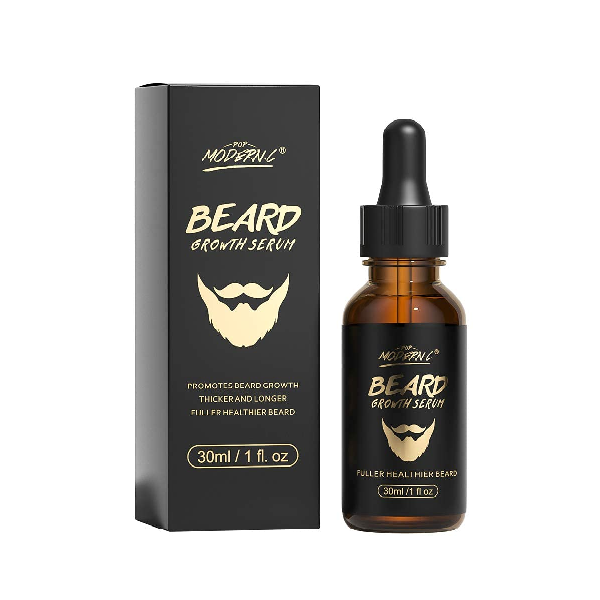 POP
MODERN.C®
BEARD
GROWTH SERUM
PROMOTES BEARD GROWTH
THICKER AND LONGER
FULLER HEALTHIER BEARD
30ml / 1 fl. oz
POP
MODERN.C®
BEARD
GROWTH SERUM
FULLER HEALTHIER BEARD
30ml / 1 fl oz